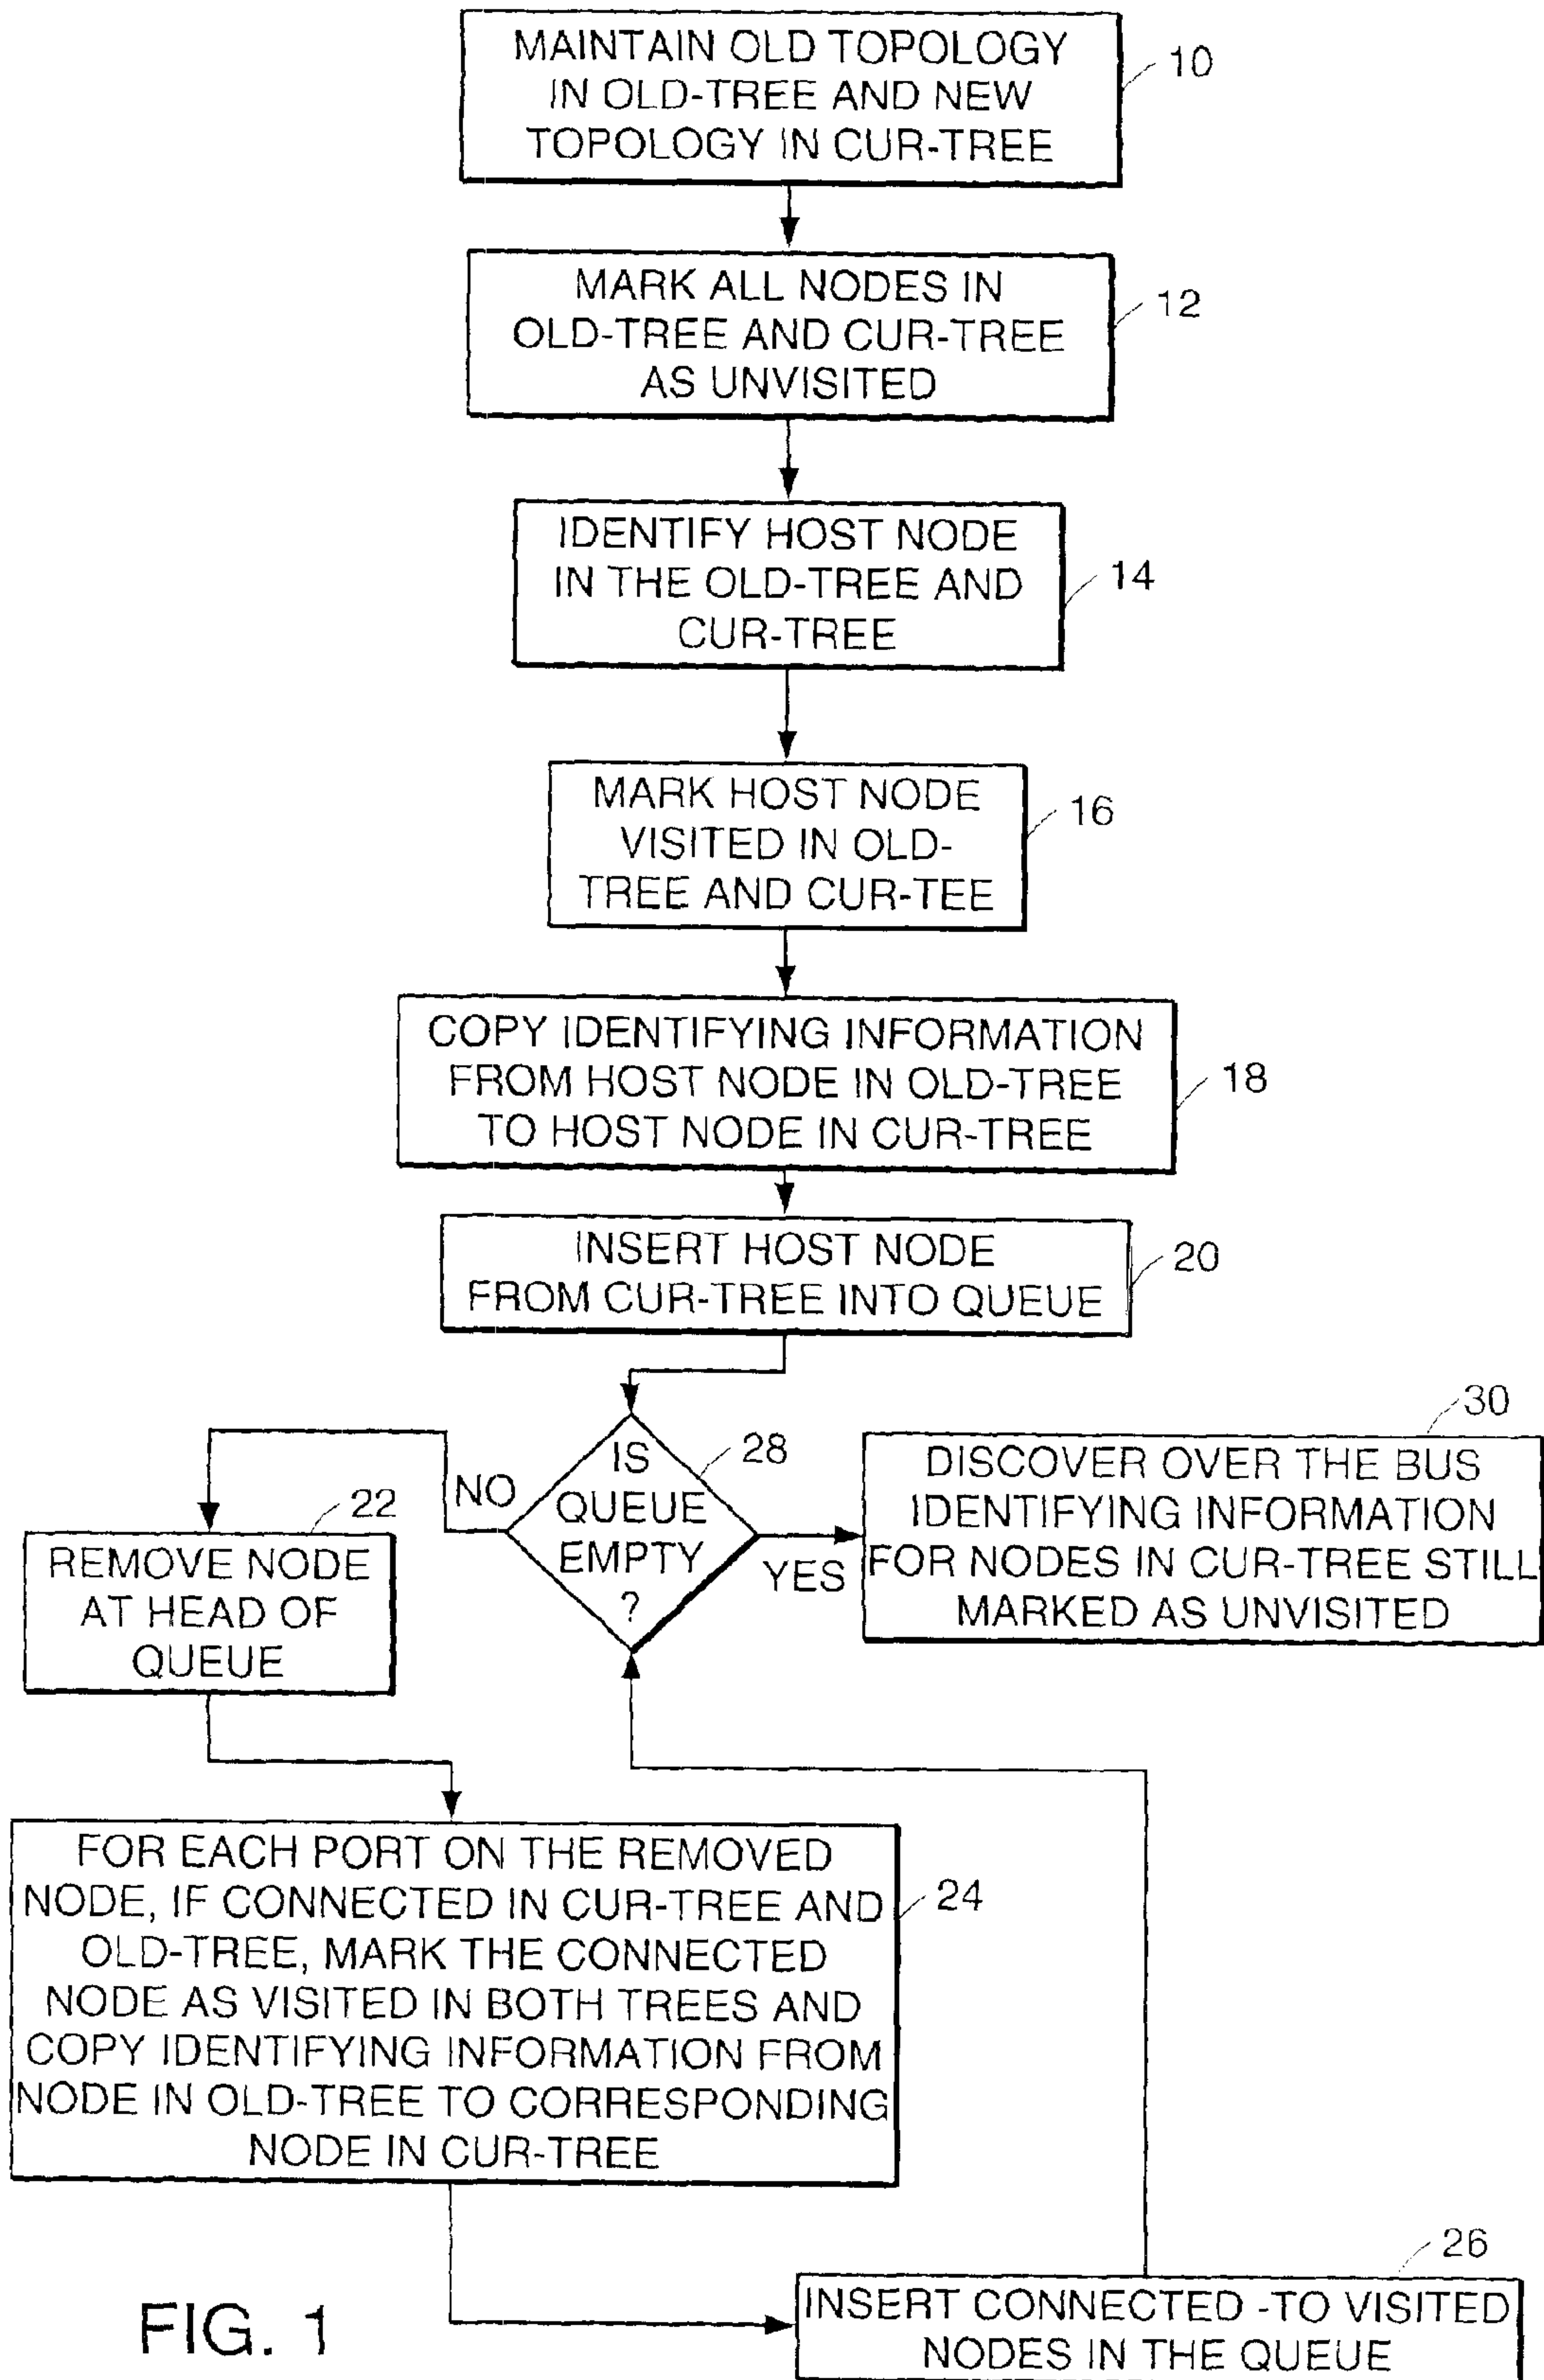 MAINTAIN OLD TOPOLOGY
IN OLD-TREE AND NEW
TOPOLOGY IN CUR-TREE
10
MARK ALL NODES IN
OLD-TREE AND CUR-TREE
AS UNVISITED
12
IDENTIFY HOST NODE
IN THE OLD-TREE AND
CUR-TREE
14
MARK HOST NODE
VISITED IN OLD-
TREE AND CUR-TEE
16
COPY IDENTIFYING INFORMATION
FROM HOST NODE IN OLD-TREE
TO HOST NODE IN CUR-TREE
18
INSERT HOST NODE
FROM CUR-TREE INTO QUEUE
20
IS
QUEUE
EMPTY
?
28
NO
YES
30
DISCOVER OVER THE BUS
IDENTIFYING INFORMATION
FOR NODES IN CUR-TREE STILL
MARKED AS UNVISITED
22
REMOVE NODE
AT HEAD OF
QUEUE
FOR EACH PORT ON THE REMOVED
NODE, IF CONNECTED IN CUR-TREE AND
OLD-TREE, MARK THE CONNECTED
NODE AS VISITED IN BOTH TREES AND
COPY IDENTIFYING INFORMATION FROM
NODE IN OLD-TREE TO CORRESPONDING
NODE IN CUR-TREE
24
26
INSERT CONNECTED -TO VISITED
NODES IN THE QUEUE
FIG. 1